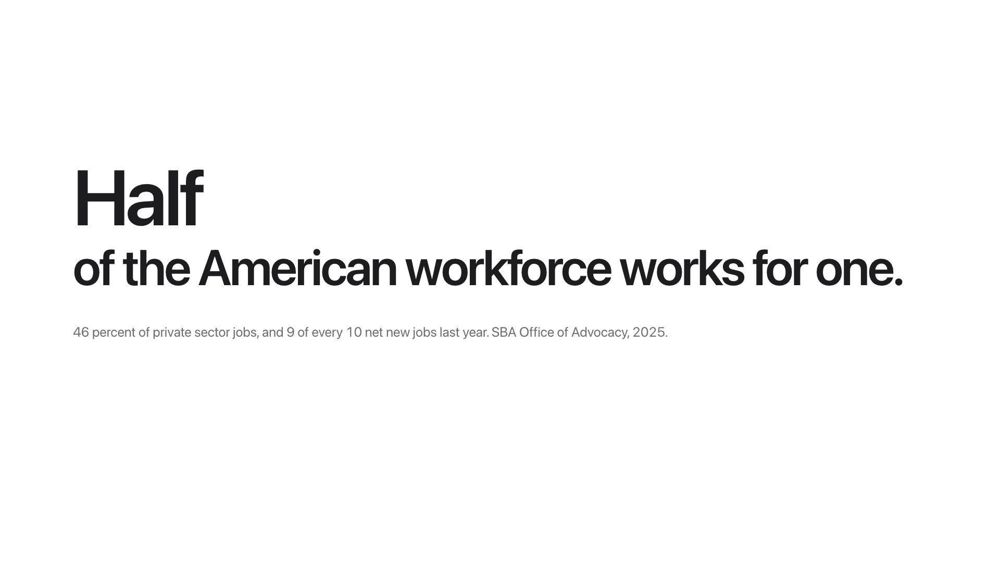 Half
of the American workforce works for one.
46 percent of private sector jobs, and 9 of every 10 net new jobs last year. SBA Office of Advocacy, 2025.